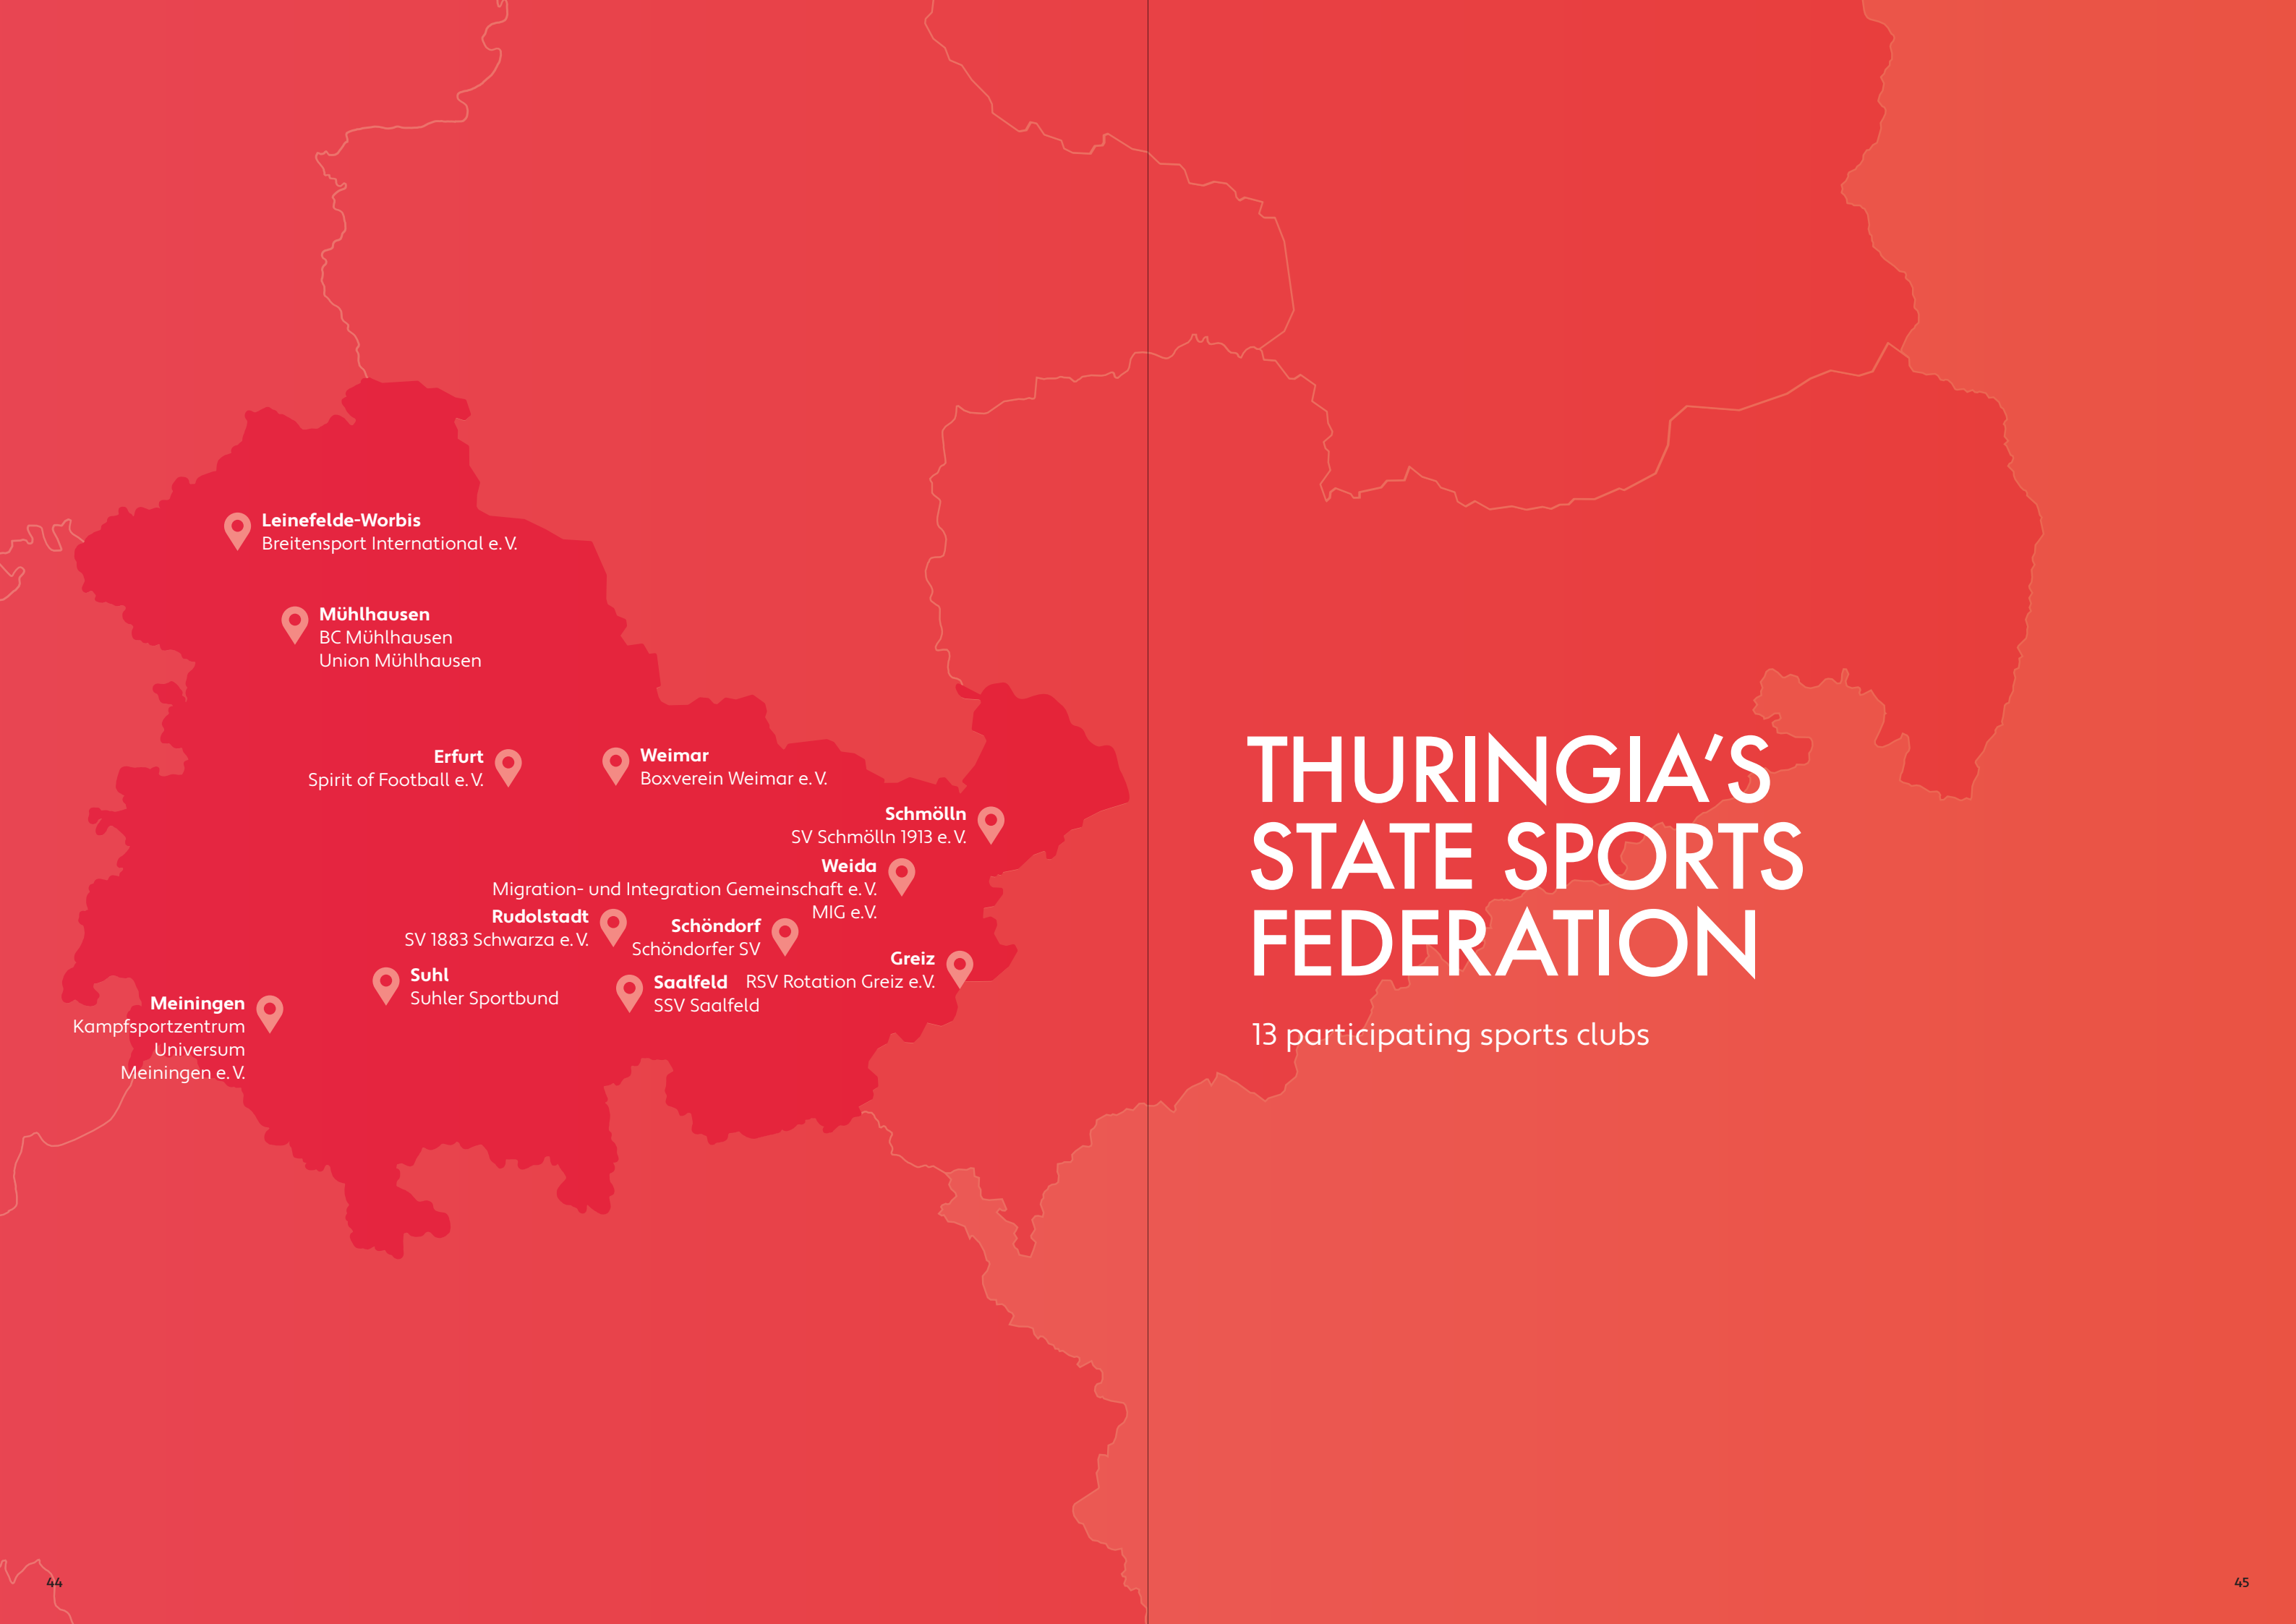 Leinefelde-Worbis
Breitensport International e. V.
Mühlhausen
BC Mühlhausen
Union Mühlhausen
Erfurt
Spirit of Football e. V.
Weimar
Boxverein Weimar e. V.
Schmölln
SV Schmölln 1913 e. V.
Weida
Migration- und Integration Gemeinschaft e. V.
MIG e.V.
Rudolstadt
SV 1883 Schwarza e. V.
Schöndorf
Schöndorfer SV
Greiz
RSV Rotation Greiz e.V.
Suhl
Suhler Sportbund
Saalfeld
SSV Saalfeld
Meiningen
Kampfsportzentrum
Universum
Meiningen e. V.
THURINGIA’S
STATE SPORTS
FEDERATION
13 participating sports clubs
44
45